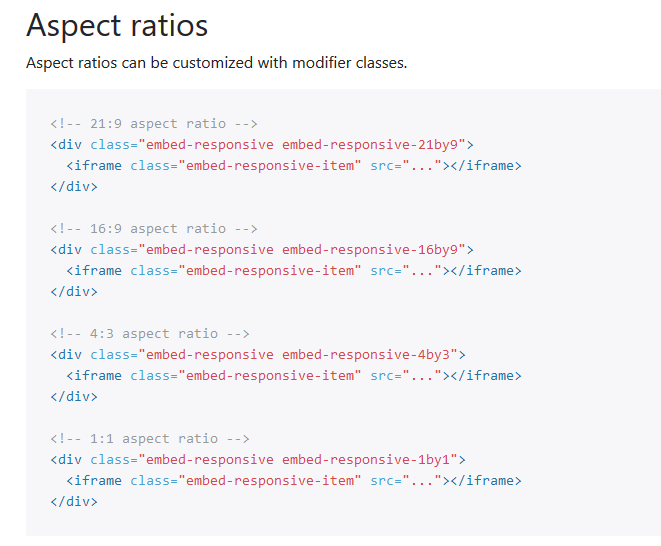 Aspect ratios
Aspect ratios can be customized with modifier classes.
<!-- 21:9 aspect ratio -->
<div class="embed-responsive embed-responsive-21by9">
  <iframe class="embed-responsive-item" src="..."></iframe>
</div>
<!-- 16:9 aspect ratio -->
<div class="embed-responsive embed-responsive-16by9">
  <iframe class="embed-responsive-item" src="..."></iframe>
</div>
<!-- 4:3 aspect ratio -->
<div class="embed-responsive embed-responsive-4by3">
  <iframe class="embed-responsive-item" src="..."></iframe>
</div>
<!-- 1:1 aspect ratio -->
<div class="embed-responsive embed-responsive-1by1">
  <iframe class="embed-responsive-item" src="..."></iframe>
</div>